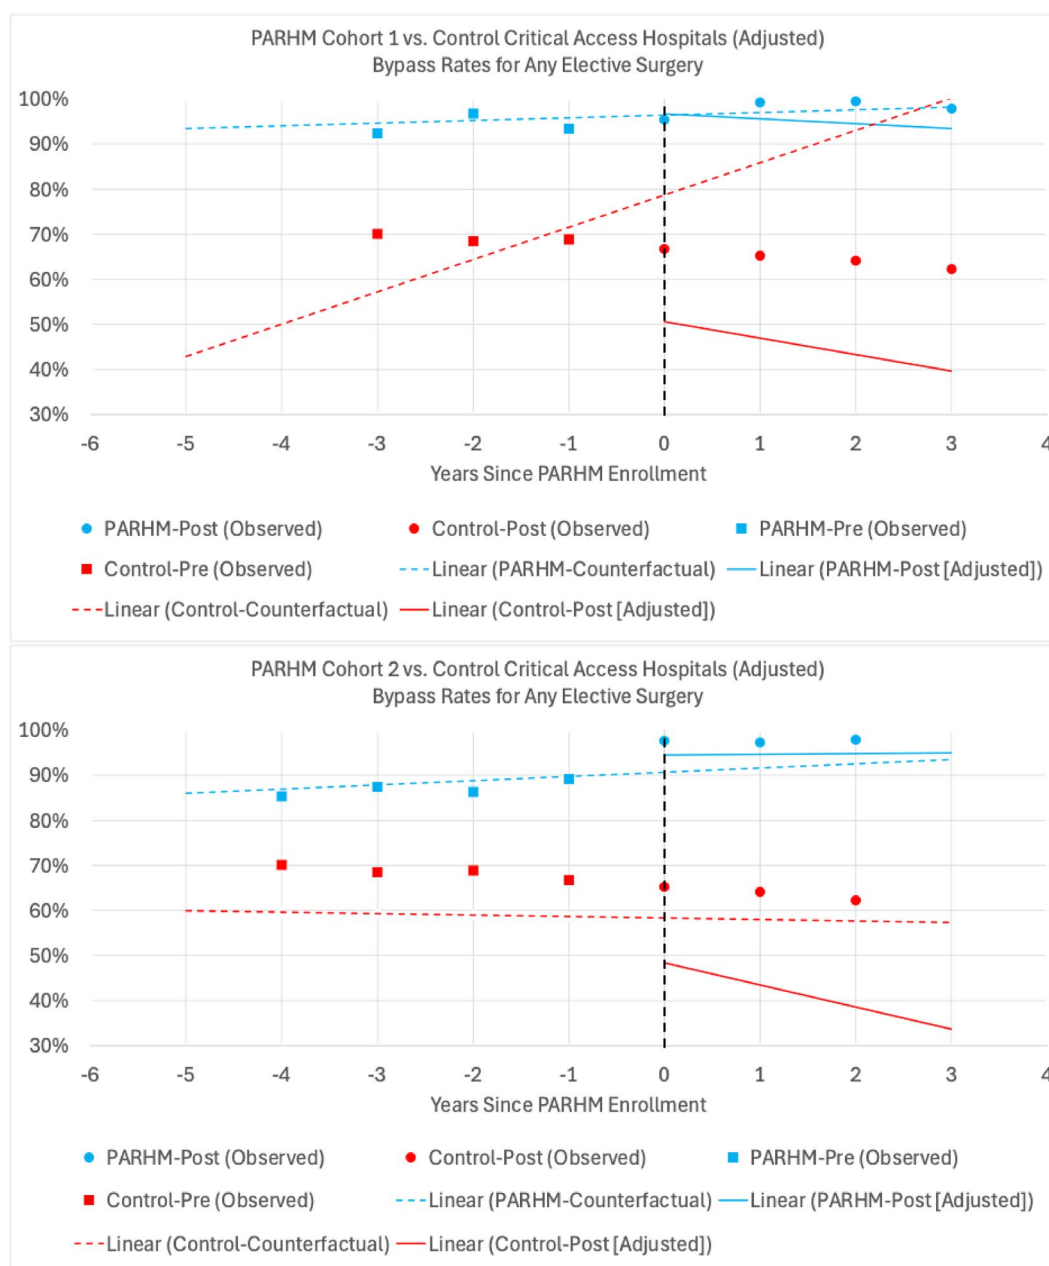 PARHM Cohort 1 vs. Control Critical Access Hospitals (Adjusted)
Bypass Rates for Any Elective Surgery
100%
90%
80%
70%
60%
50%
40%
30%
-6 -5 -4 -3 -2 -1 0 1 2 3 4
Years Since PARHM Enrollment
PARHM-Post (Observed) Control-Post (Observed) PARHM-Pre (Observed)
Control-Pre (Observed) Linear (PARHM-Counterfactual) Linear (PARHM-Post [Adjusted])
Linear (Control-Counterfactual) Linear (Control-Post [Adjusted])
PARHM Cohort 2 vs. Control Critical Access Hospitals (Adjusted)
Bypass Rates for Any Elective Surgery
100%
90%
80%
70%
60%
50%
40%
30%
-6 -5 -4 -3 -2 -1 0 1 2 3 4
Years Since PARHM Enrollment
PARHM-Post (Observed) Control-Post (Observed) PARHM-Pre (Observed)
Control-Pre (Observed) Linear (PARHM-Counterfactual) Linear (PARHM-Post [Adjusted])
Linear (Control-Counterfactual) Linear (Control-Post [Adjusted])